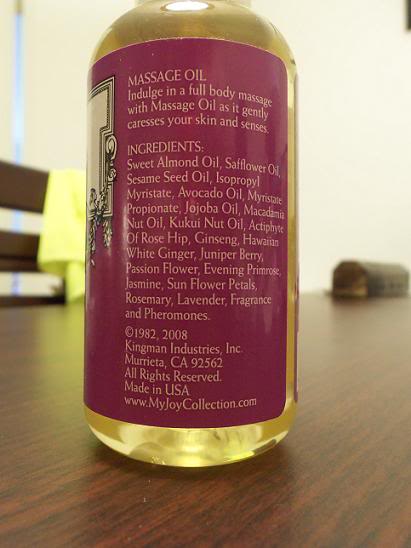 MASSAGE OIL
Indulge in a full body massage
with Massage Oil as it gently
caresses your skin and senses.
INGREDIENTS:
Sweet Almond Oil, Safflower Oil,
Sesame Seed Oil, Isopropyl
Myristate, Avocado Oil, Myristate
Propionate, Jojoba Oil, Macadamia
Nut Oil, Kukui Nut Oil, Actiphyte
Of Rose Hip, Ginseng, Hawaiian
White Ginger, Juniper Berry,
Passion Flower, Evening Primrose,
Jasmine, Sun Flower Petals,
Rosemary, Lavender, Fragrance
and Pheromones.
©1982, 2008
Kingman Industries, Inc.
Murrieta, CA 92562
All Rights Reserved.
Made in USA
www.MyJoyCollection.com